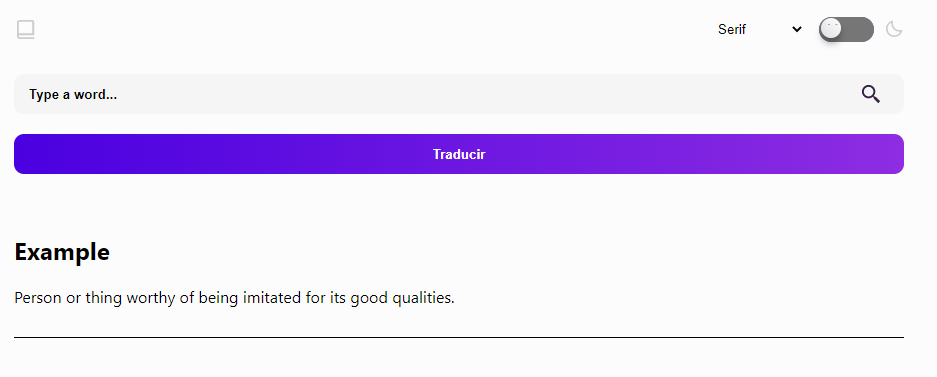 Serif
Type a word...
Traducir
Example
Person or thing worthy of being imitated for its good qualities.